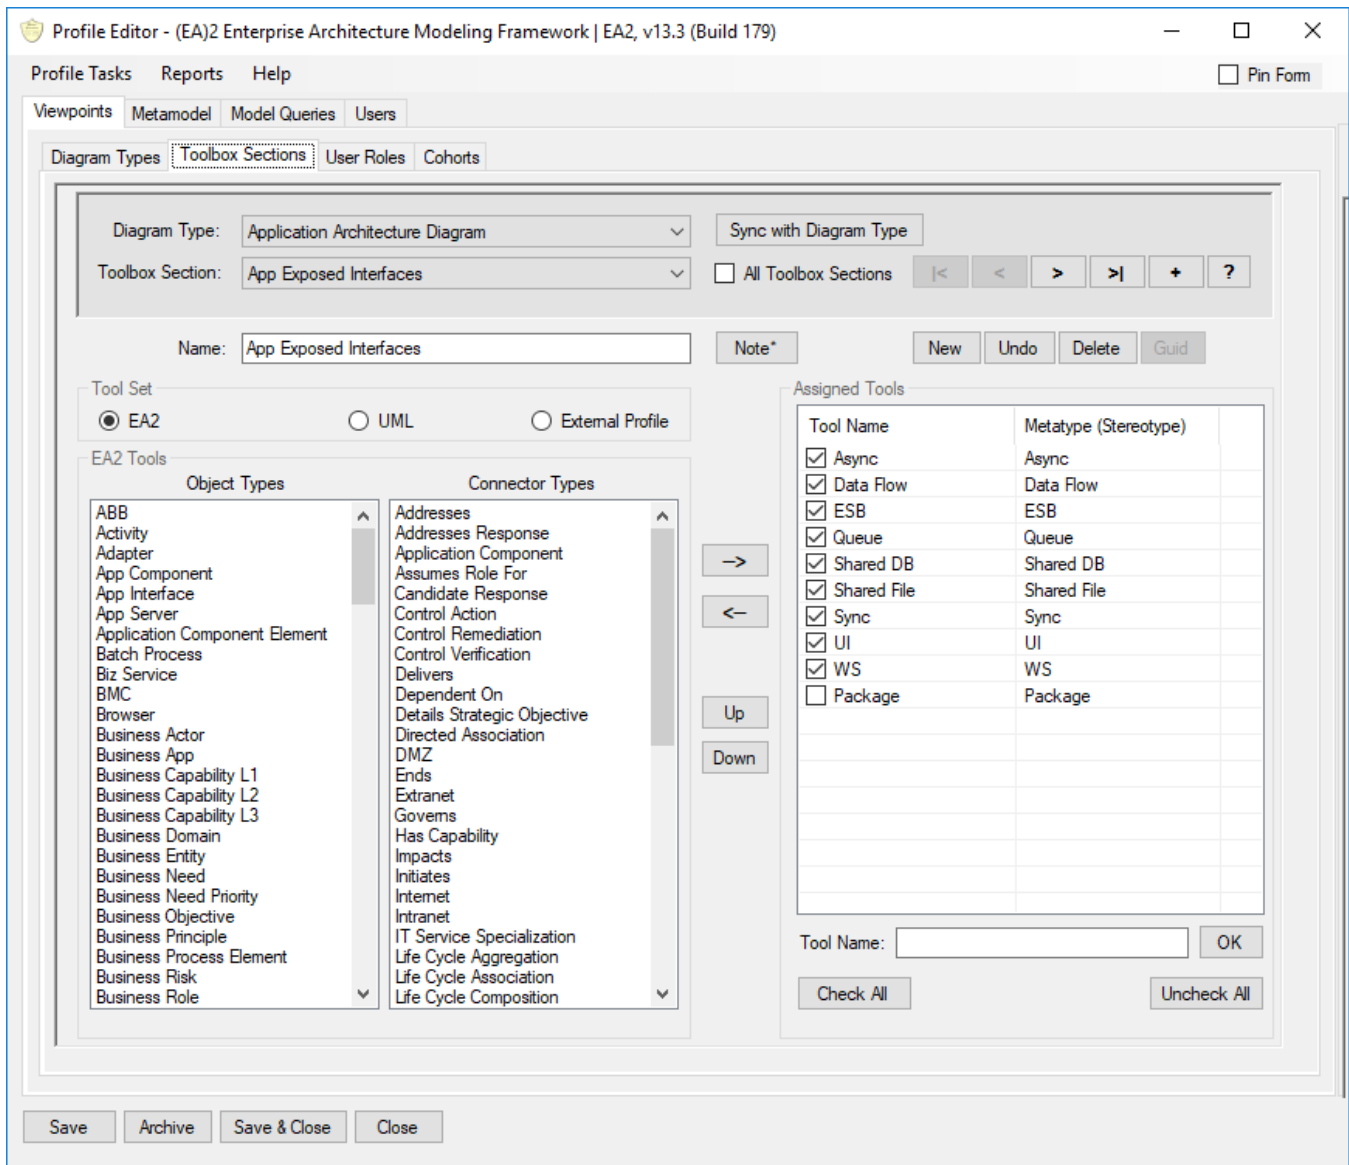 Profile Editor - (EA)2 Enterprise Architecture Modeling Framework | EA2, v13.3 (Build 179)
Profile Tasks Reports Help Pin Form
Viewpoints Metamodel Model Queries Users
Diagram Types Toolbox Sections User Roles Cohorts
Diagram Type: Application Architecture Diagram Sync with Diagram Type
Toolbox Section: App Exposed Interfaces All Toolbox Sections |< < > >| + ?
Name: App Exposed Interfaces Note* New Undo Delete Guid
Tool Set
EA2 UML External Profile
EA2 Tools
Object Types
ABB
Activity
Adapter
App Component
App Interface
App Server
Application Component Element
Batch Process
Biz Service
BMC
Browser
Business Actor
Business App
Business Capability L1
Business Capability L2
Business Capability L3
Business Domain
Business Entity
Business Need
Business Need Priority
Business Objective
Business Principle
Business Process Element
Business Risk
Business Role
Connector Types
Addresses
Addresses Response
Application Component
Assumes Role For
Candidate Response
Control Action
Control Remediation
Control Verification
Delivers
Dependent On
Details Strategic Objective
Directed Association
DMZ
Ends
Extranet
Governs
Has Capability
Impacts
Initiates
Internet
Intranet
IT Service Specialization
Life Cycle Aggregation
Life Cycle Association
Life Cycle Composition
-->
<--
Up
Down
Assigned Tools
Tool Name Metatype (Stereotype)
Async Async
Data Flow Data Flow
ESB ESB
Queue Queue
Shared DB Shared DB
Shared File Shared File
Sync Sync
UI UI
WS WS
Package Package
Tool Name: OK
Check All Uncheck All
Save Archive Save & Close Close